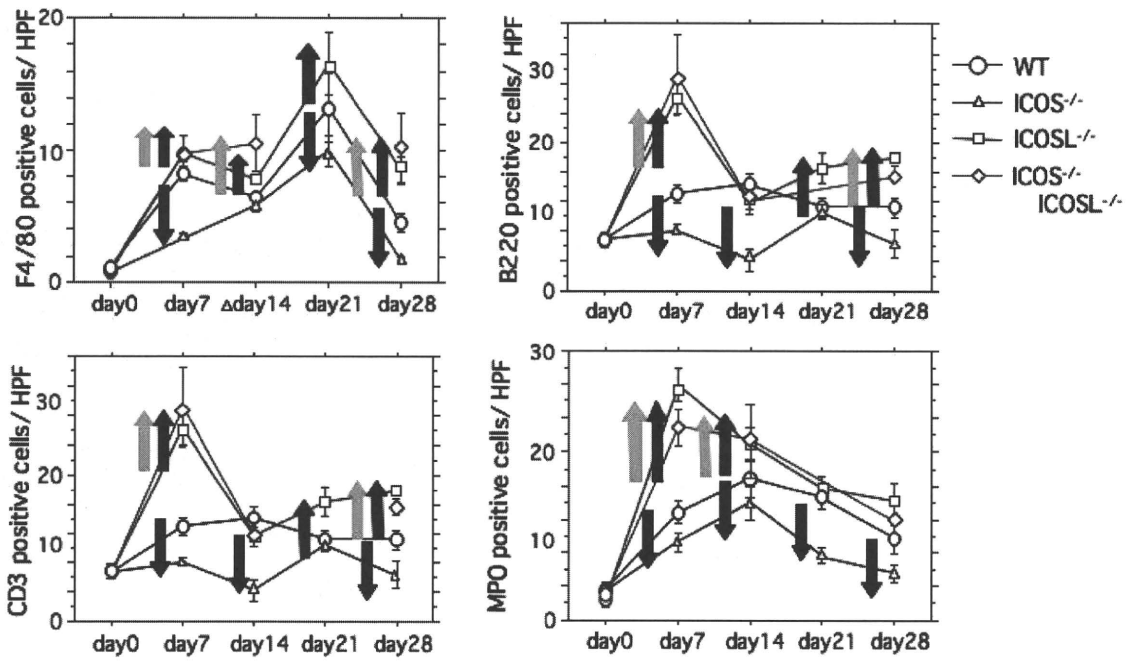 F4/80 positive cells/ HPF
20
10
0
day0 day7 Δday14 day21 day28
B220 positive cells/ HPF
30
20
10
0
day0 day7 day14 day21 day28
WT
ICOS-/-
ICOSL-/-
ICOS-/-
ICOSL-/-
CD3 positive cells/ HPF
30
20
10
0
day0 day7 day14 day21 day28
MPO positive cells/ HPF
30
20
10
0
day0 day7 day14 day21 day28